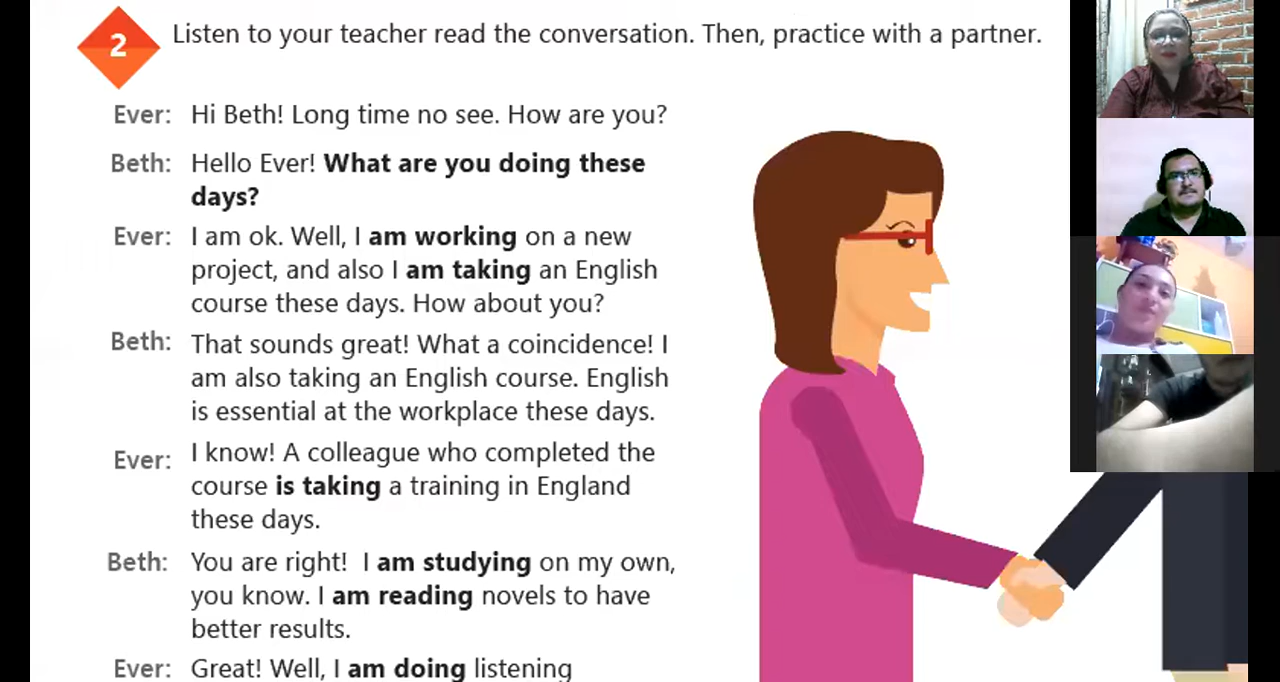 2
Listen to your teacher read the conversation. Then, practice with a partner.
Ever: Hi Beth! Long time no see. How are you?
Beth: Hello Ever! What are you doing these
days?
Ever: I am ok. Well, I am working on a new
project, and also I am taking an English
course these days. How about you?
Beth: That sounds great! What a coincidence! I
am also taking an English course. English
is essential at the workplace these days.
Ever: I know! A colleague who completed the
course is taking a training in England
these days.
Beth: You are right! I am studying on my own,
you know. I am reading novels to have
better results.
Ever: Great! Well, I am doing listening